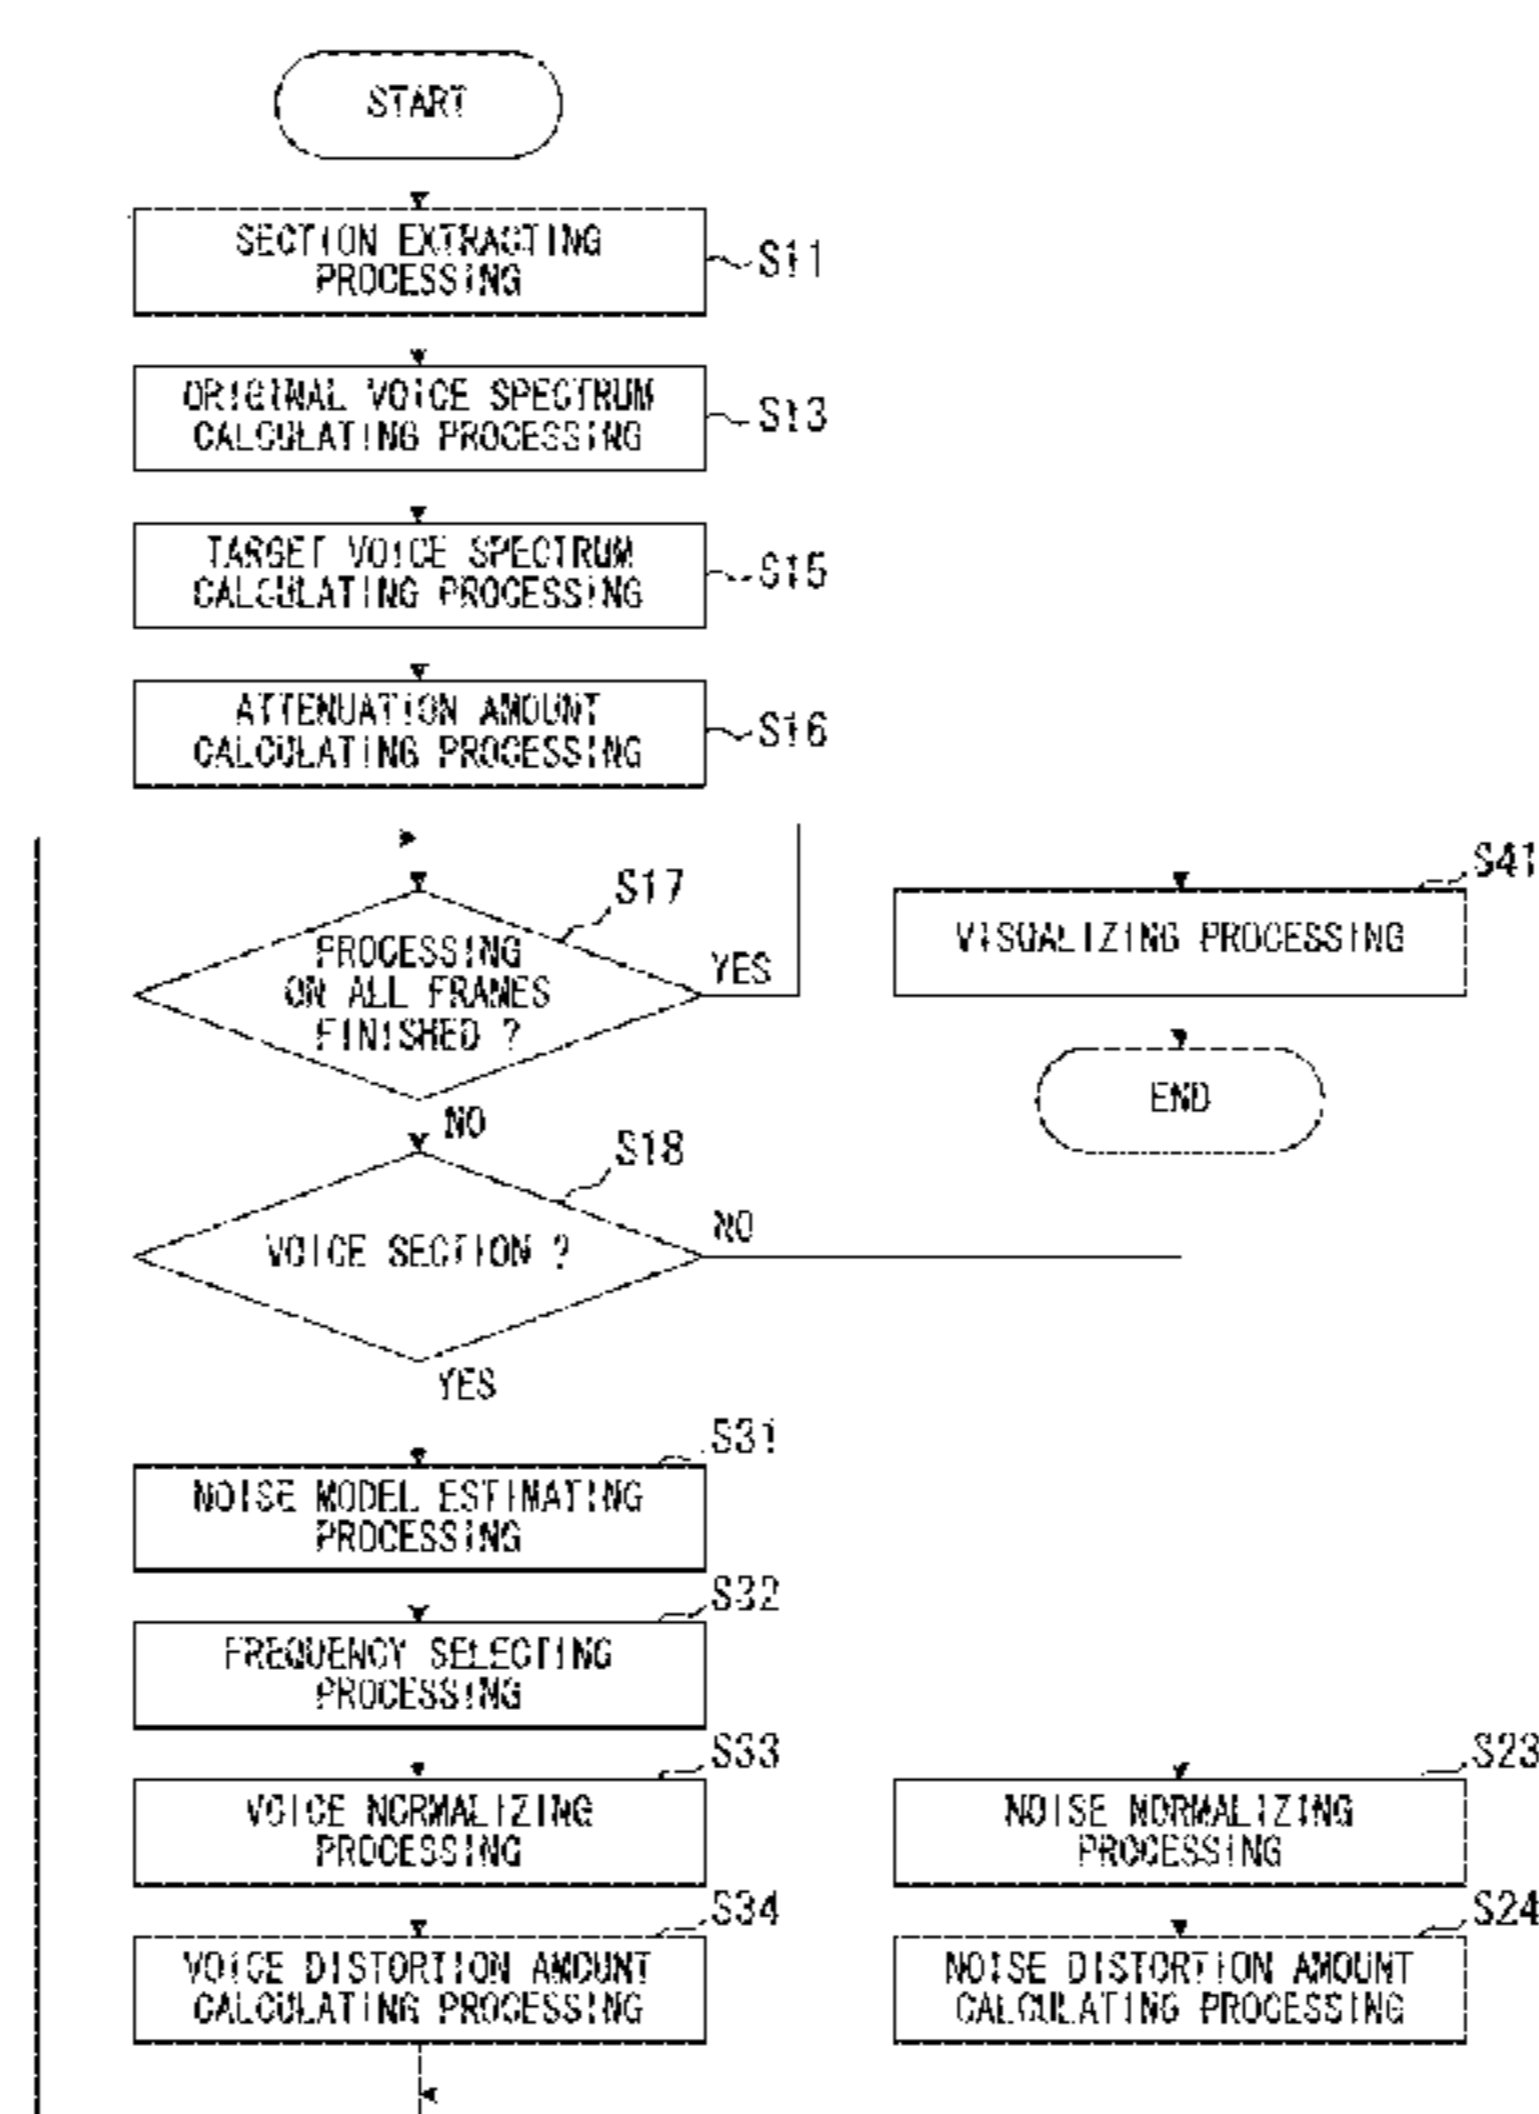 START
SECTION EXTRACTING
PROCESSING
S11
ORIGINAL VOICE SPECTRUM
CALCULATING PROCESSING
S13
TARGET VOICE SPECTRUM
CALCULATING PROCESSING
S15
ATTENUATION AMOUNT
CALCULATING PROCESSING
S16
S17
PROCESSING
ON ALL FRAMES
FINISHED ?
YES
NO
S41
VISUALIZING PROCESSING
END
S18
VOICE SECTION ?
NO
YES
S31
NOISE MODEL ESTIMATING
PROCESSING
S32
FREQUENCY SELECTING
PROCESSING
S33
VOICE NORMALIZING
PROCESSING
S23
NOISE NORMALIZING
PROCESSING
S34
VOICE DISTORTION AMOUNT
CALCULATING PROCESSING
S24
NOISE DISTORTION AMOUNT
CALCULATING PROCESSING